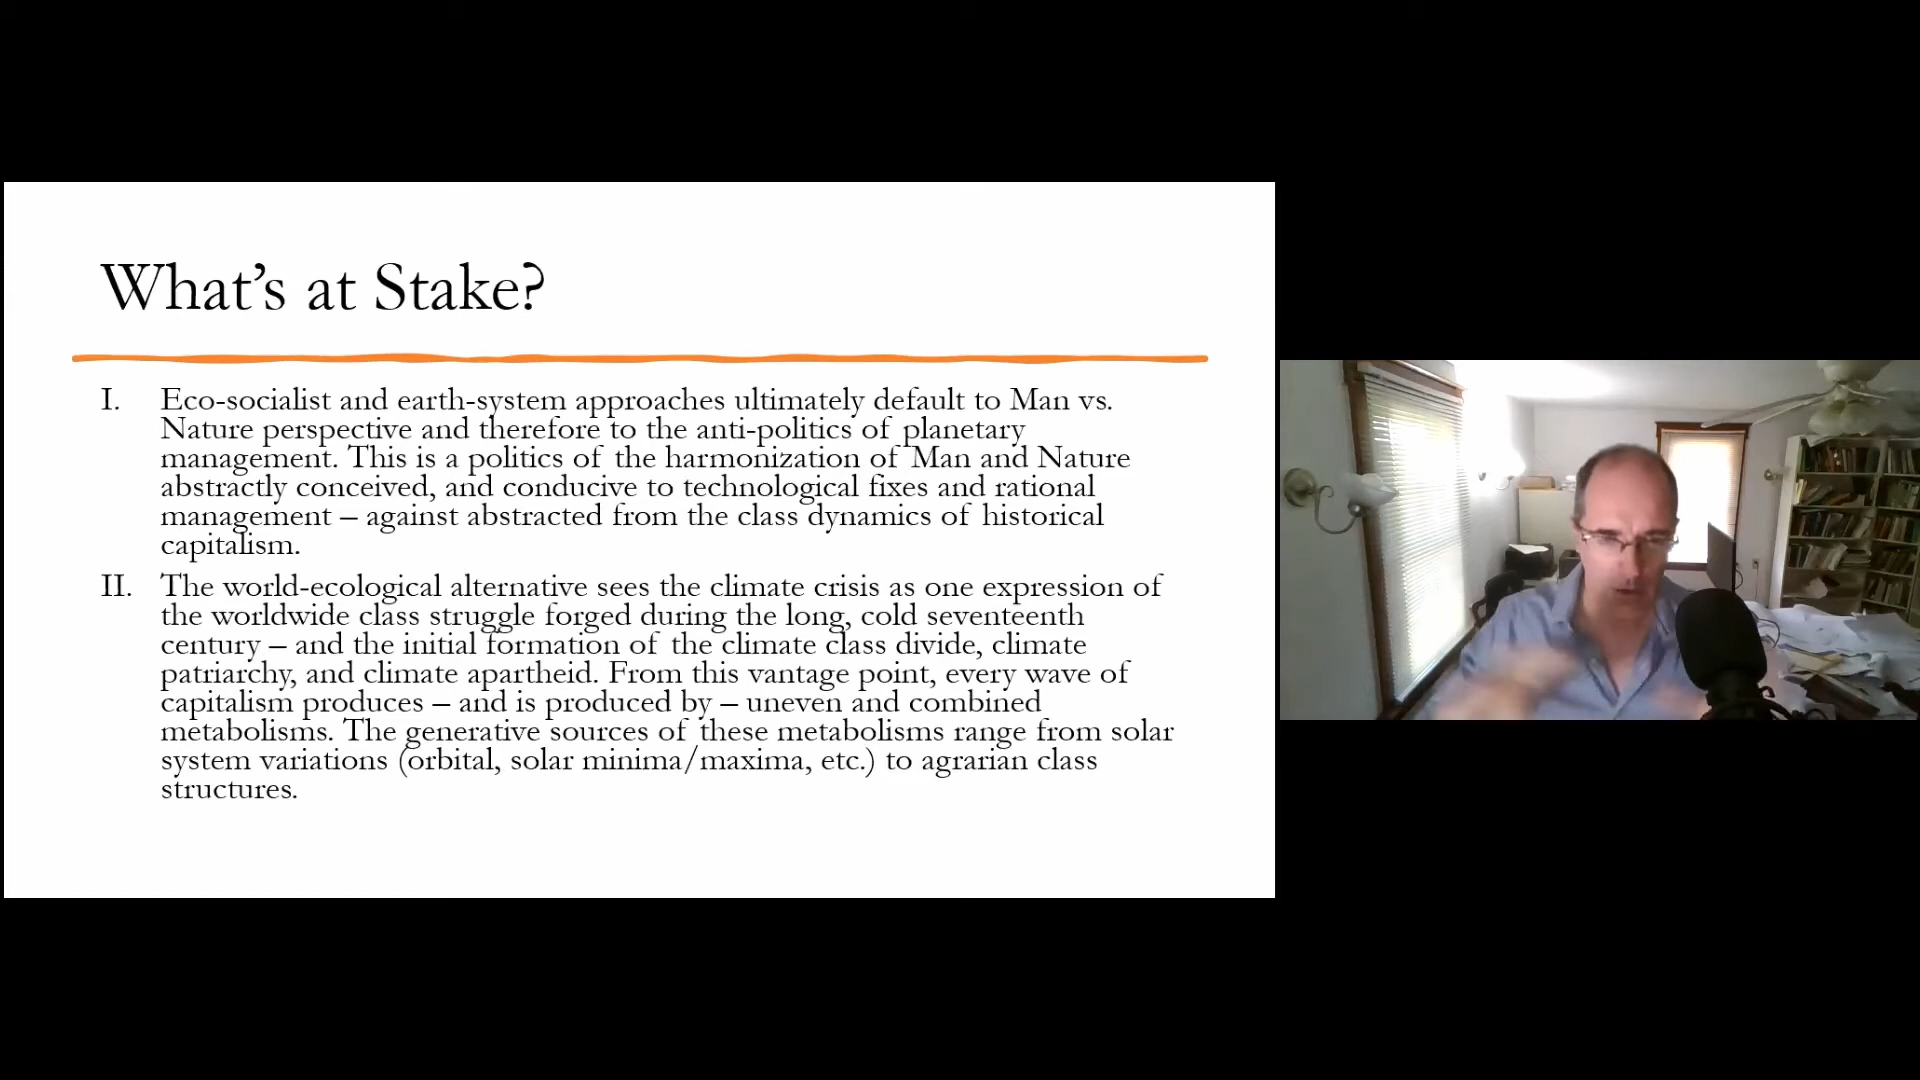 What's at Stake?
I. Eco-socialist and earth-system approaches ultimately default to Man vs.
Nature perspective and therefore to the anti-politics of planetary
management. This is a politics of the harmonization of Man and Nature
abstractly conceived, and conducive to technological fixes and rational
management – against abstracted from the class dynamics of historical
capitalism.
II. The world-ecological alternative sees the climate crisis as one expression of
the worldwide class struggle forged during the long, cold seventeenth
century – and the initial formation of the climate class divide, climate
patriarchy, and climate apartheid. From this vantage point, every wave of
capitalism produces – and is produced by – uneven and combined
metabolisms. The generative sources of these metabolisms range from solar
system variations (orbital, solar minima/maxima, etc.) to agrarian class
structures.